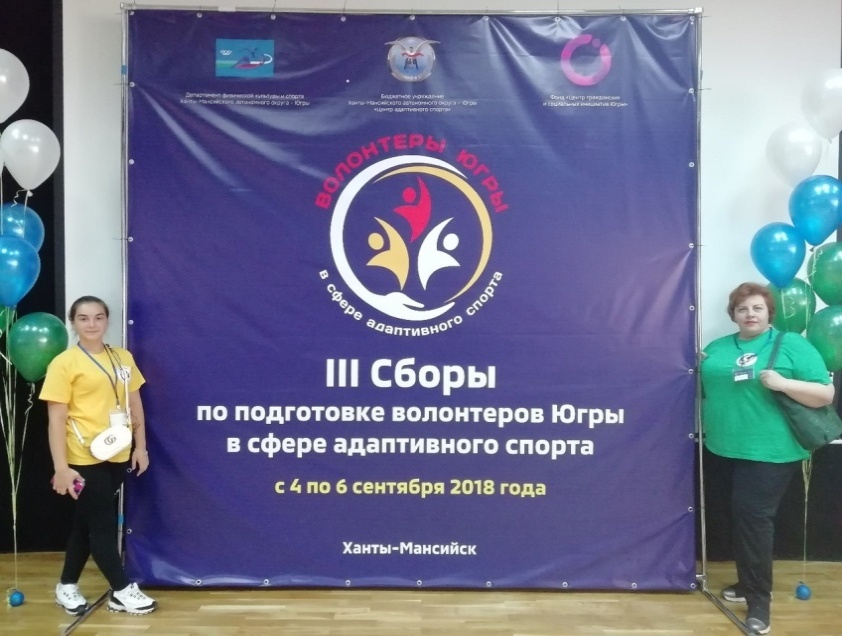 Департамент физической культуры и спорта
Ханты-Мансийского автономного округа - Югры
Бюджетное учреждение
Ханты-Мансийского автономного округа - Югры
«Центр адаптивного спорта»
Фонд «Центр гражданских
и социальных инициатив Югры»
ВОЛОНТЕРЫ ЮГРЫ
в сфере адаптивного спорта
III Сборы
по подготовке волонтеров Югры
в сфере адаптивного спорта
с 4 по 6 сентября 2018 года
Ханты-Мансийск